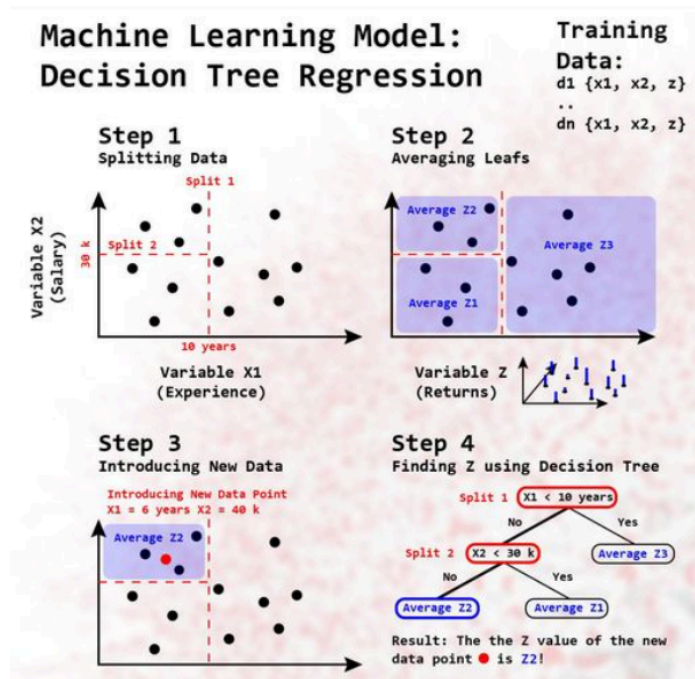 Machine Learning Model:
Decision Tree Regression
Training
Data:
d1 {x1, x2, z}
..
dn {x1, x2, z}
Step 1
Splitting Data
Split 1
Split 2
30 k
Variable X2
(Salary)
10 years
Variable X1
(Experience)
Step 2
Averaging Leafs
Average Z2
Average Z3
Average Z1
Variable Z
(Returns)
Step 3
Introducing New Data
Introducing New Data Point
X1 = 6 years X2 = 40 k
Average Z2
Step 4
Finding Z using Decision Tree
Split 1
X1 < 10 years
No
Yes
Split 2
X2 < 30 k
Average Z3
No
Yes
Average Z2
Average Z1
Result: The the Z value of the new
data point is Z2!